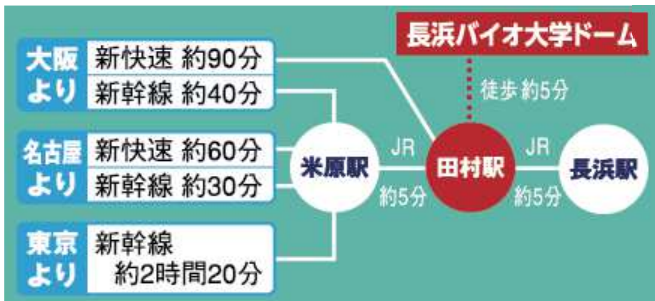 長浜バイオ大学ドーム
大阪より
新快速 約90分
新幹線 約40分
徒歩 約5分
名古屋より
新快速 約60分
新幹線 約30分
米原駅
JR
約5分
田村駅
JR
約5分
長浜駅
東京より
新幹線
約2時間20分